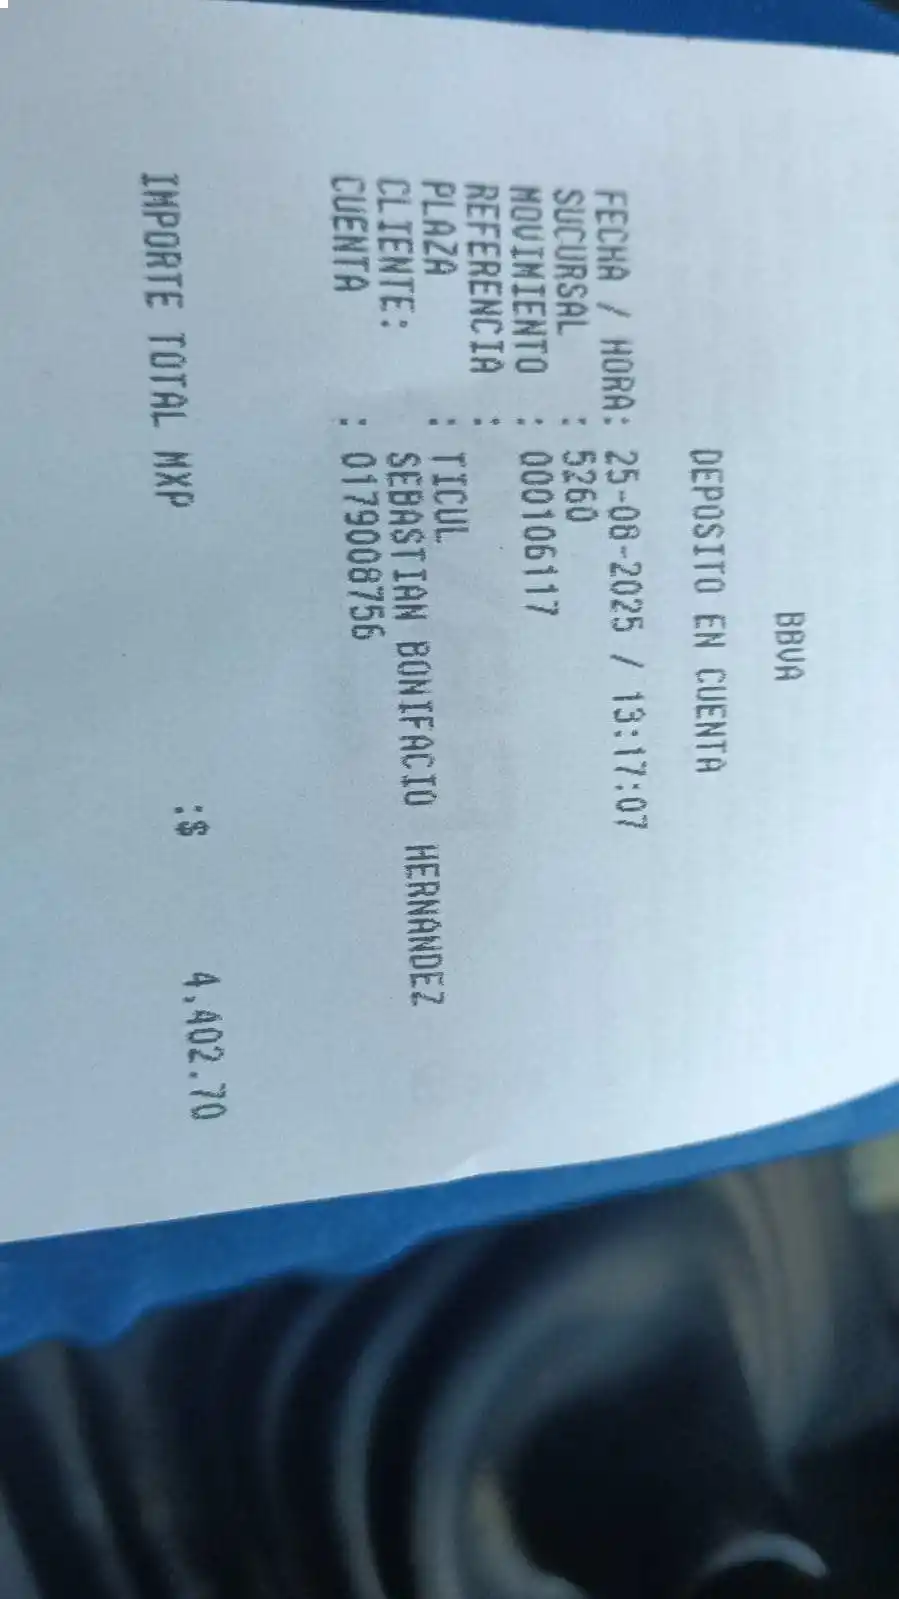 BBVA
DEPOSITO EN CUENTA
FECHA / HORA: 25-08-2025 / 13:17:07
SUCURSAL : 5260
MOVIMIENTO : 000106117
REFERENCIA :
PLAZA : TICUL
CLIENTE: SEBASTIAN BONIFACIO HERNANDEZ
CUENTA : 0179008756
IMPORTE TOTAL MXP :$ 4,402.70